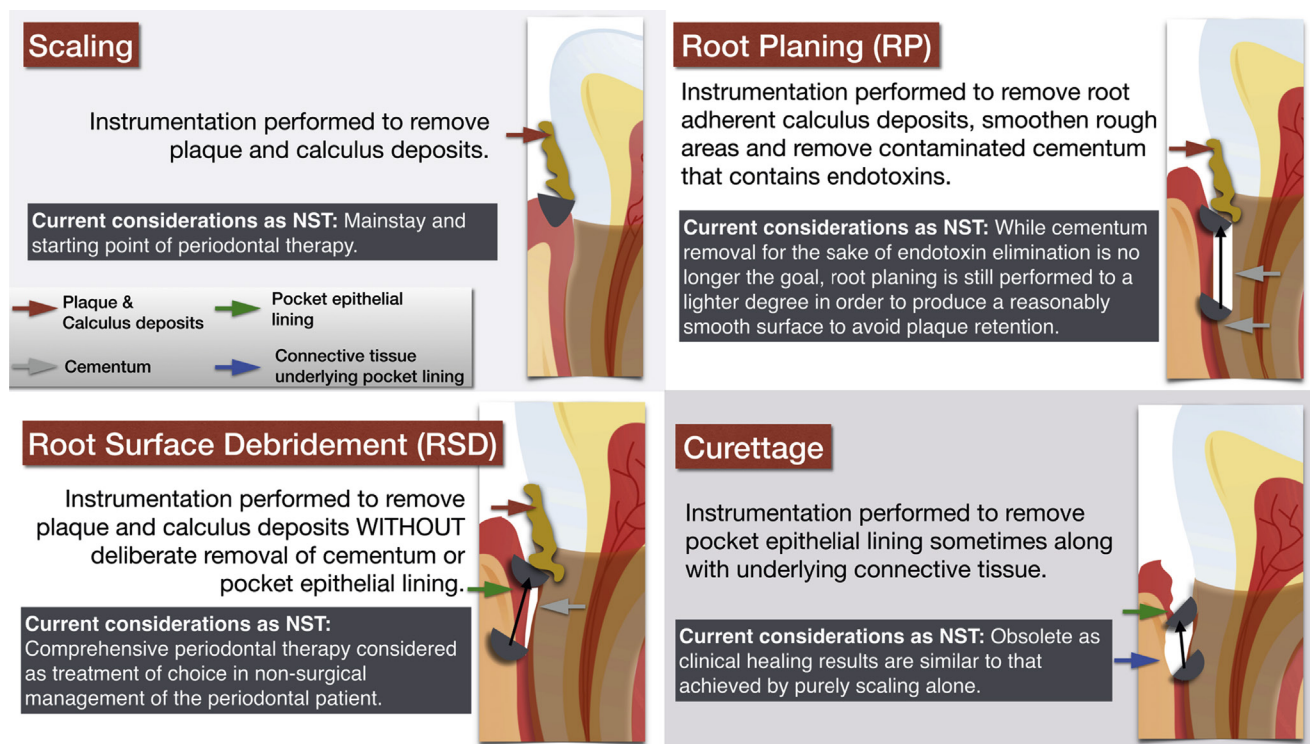 Scaling
Instrumentation performed to remove
plaque and calculus deposits.
Current considerations as NST: Mainstay and
starting point of periodontal therapy.
Plaque &
Calculus deposits
Pocket epithelial
lining
Cementum
Connective tissue
underlying pocket lining
Root Planing (RP)
Instrumentation performed to remove root
adherent calculus deposits, smoothen rough
areas and remove contaminated cementum
that contains endotoxins.
Current considerations as NST: While cementum
removal for the sake of endotoxin elimination is no
longer the goal, root planing is still performed to a
lighter degree in order to produce a reasonably
smooth surface to avoid plaque retention.
Root Surface Debridement (RSD)
Instrumentation performed to remove
plaque and calculus deposits WITHOUT
deliberate removal of cementum or
pocket epithelial lining.
Current considerations as NST:
Comprehensive periodontal therapy considered
as treatment of choice in non-surgical
management of the periodontal patient.
Curettage
Instrumentation performed to remove
pocket epithelial lining sometimes along
with underlying connective tissue.
Current considerations as NST: Obsolete as
clinical healing results are similar to that
achieved by purely scaling alone.